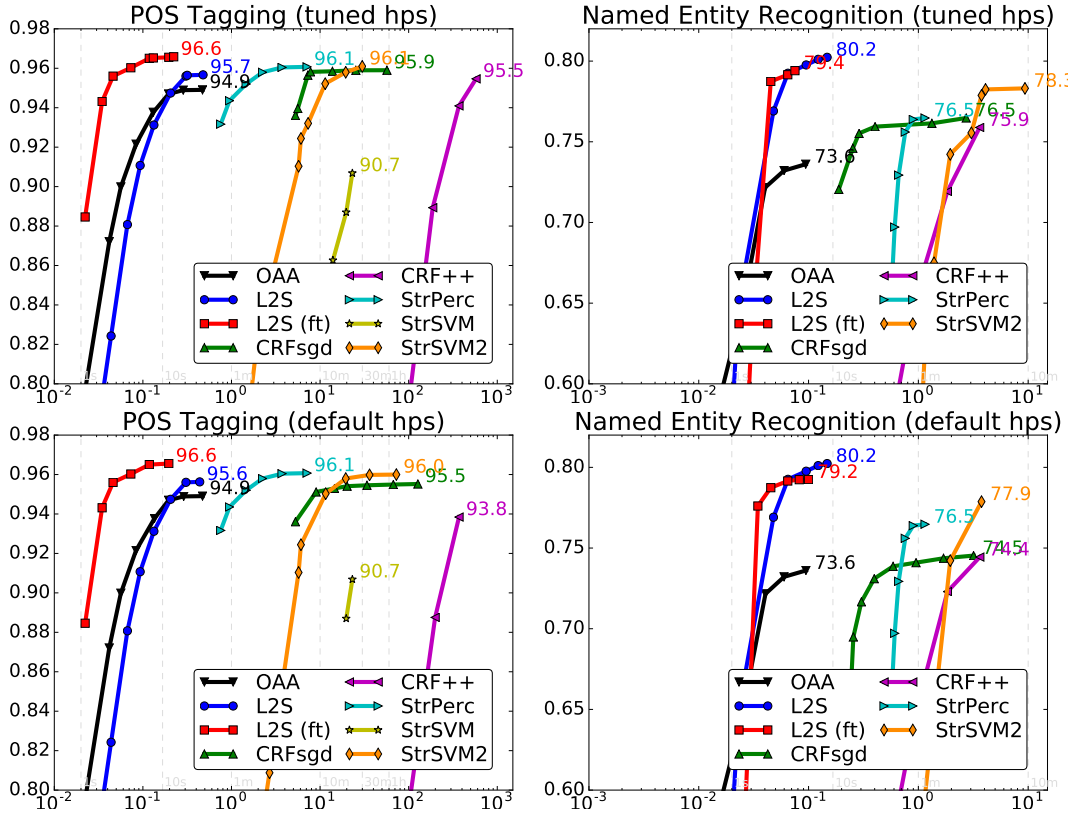 POS Tagging (tuned hps)
0.98
0.96
0.94
0.92
0.90
0.88
0.86
0.84
0.82
0.80
96.6
95.7
94.9
96.1
96.1
95.9
95.5
90.7
OAA
L2S
L2S (ft)
CRFsgd
CRF++
StrPerc
StrSVM
StrSVM2
1s
10s
1m
10m
30m
1h
10^-2
10^-1
10^0
10^1
10^2
10^3
Named Entity Recognition (tuned hps)
0.80
0.75
0.70
0.65
0.60
80.2
79.4
78.3
76.5
76.5
75.9
73.6
OAA
L2S
L2S (ft)
CRFsgd
CRF++
StrPerc
StrSVM2
1s
10s
1m
10m
10^-3
10^-2
10^-1
10^0
10^1
POS Tagging (default hps)
0.98
0.96
0.94
0.92
0.90
0.88
0.86
0.84
0.82
0.80
96.6
95.6
94.9
96.1
96.0
95.5
93.8
90.7
OAA
L2S
L2S (ft)
CRFsgd
CRF++
StrPerc
StrSVM
StrSVM2
1s
10s
1m
10m
30m
1h
10^-2
10^-1
10^0
10^1
10^2
10^3
Named Entity Recognition (default hps)
0.80
0.75
0.70
0.65
0.60
80.2
79.2
77.9
76.5
74.5
74.4
73.6
OAA
L2S
L2S (ft)
CRFsgd
CRF++
StrPerc
StrSVM2
1s
10s
1m
10m
10^-3
10^-2
10^-1
10^0
10^1